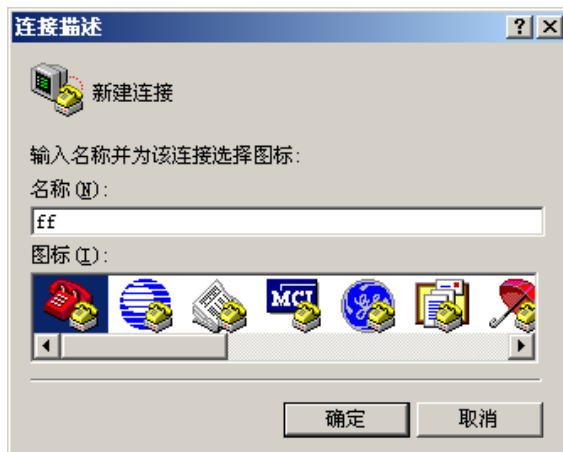 连接描述
新建连接
输入名称并为该连接选择图标:
名称(N):
ff
图标(I):
MCI
确定 取消